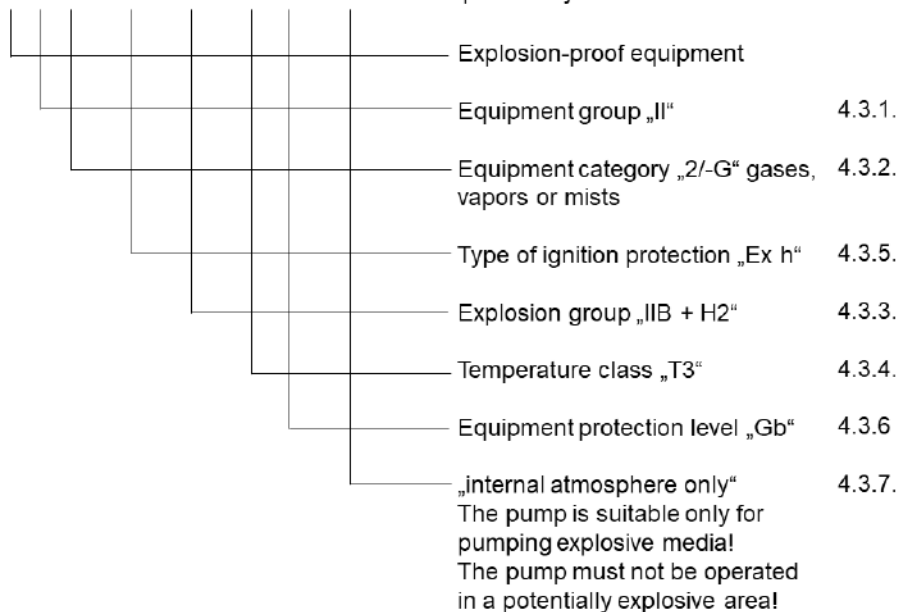 Explosion-proof equipment
Equipment group „II“ 4.3.1.
Equipment category „2/-G“ gases, 4.3.2.
vapors or mists
Type of ignition protection „Ex h“ 4.3.5.
Explosion group „IIB + H2“ 4.3.3.
Temperature class „T3“ 4.3.4.
Equipment protection level „Gb“ 4.3.6
„internal atmosphere only“ 4.3.7.
The pump is suitable only for
pumping explosive media!
The pump must not be operated
in a potentially explosive area!